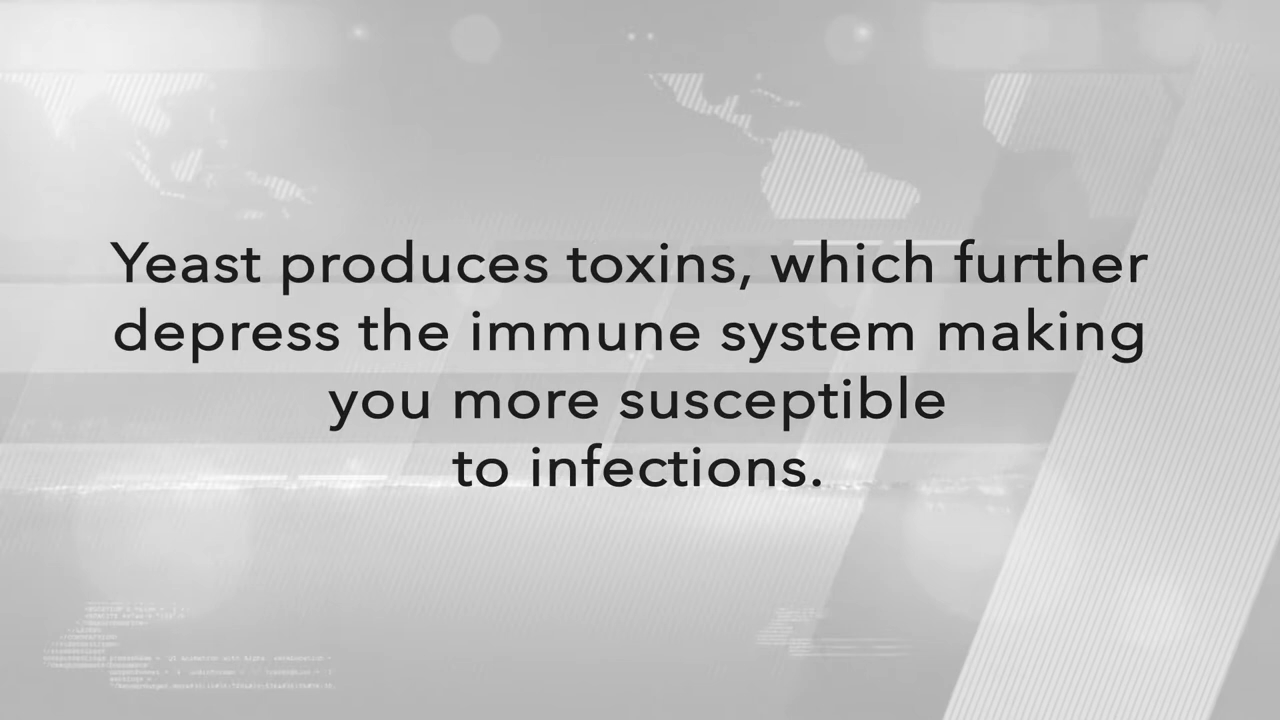 Yeast produces toxins, which further
depress the immune system making
you more susceptible
to infections.